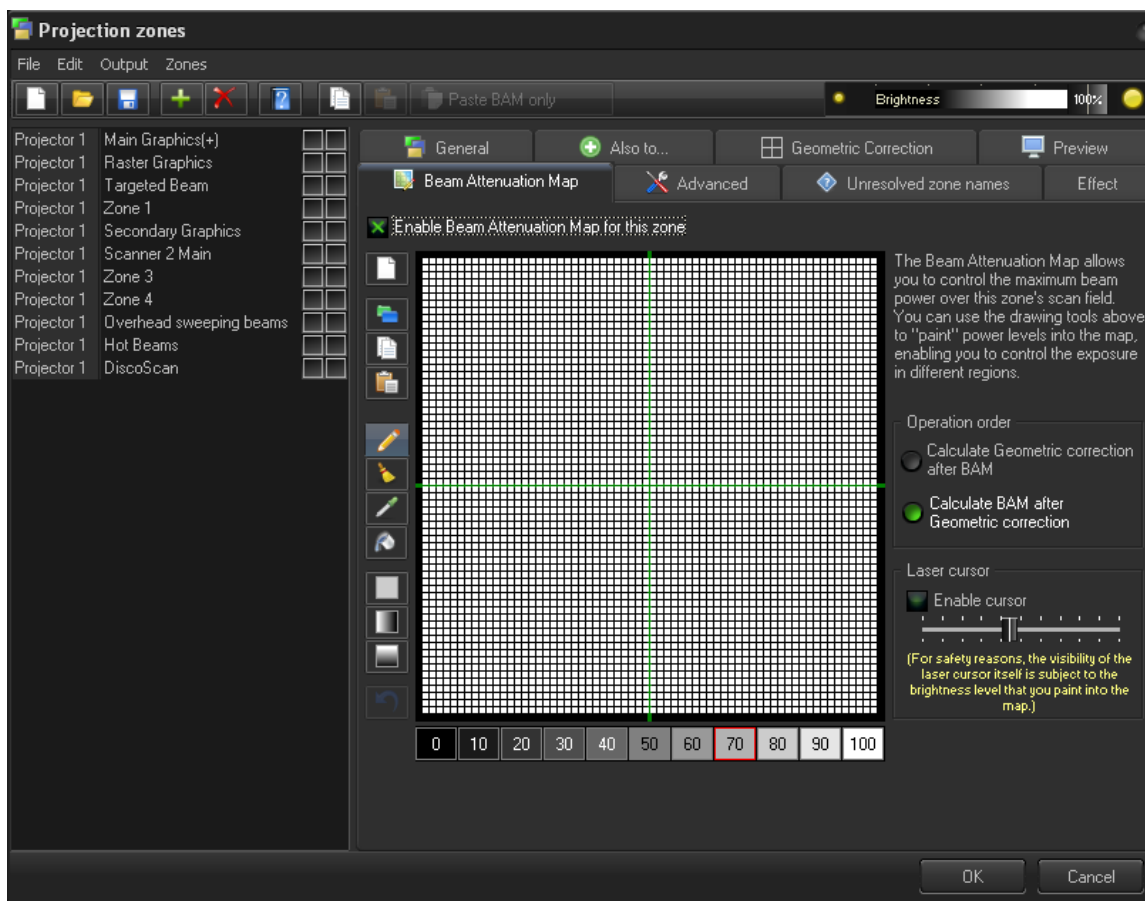 Projection zones
File Edit Output Zones
Paste BAM only
Brightness 100%
Projector 1 Main Graphics(+)
Projector 1 Raster Graphics
Projector 1 Targeted Beam
Projector 1 Zone 1
Projector 1 Secondary Graphics
Projector 1 Scanner 2 Main
Projector 1 Zone 3
Projector 1 Zone 4
Projector 1 Overhead sweeping beams
Projector 1 Hot Beams
Projector 1 DiscoScan
General Also to... Geometric Correction Preview
Beam Attenuation Map Advanced Unresolved zone names Effect
Enable Beam Attenuation Map for this zone
The Beam Attenuation Map allows
you to control the maximum beam
power over this zone's scan field.
You can use the drawing tools above
to "paint" power levels into the map,
enabling you to control the exposure
in different regions.
Operation order
Calculate Geometric correction
after BAM
Calculate BAM after
Geometric correction
Laser cursor
Enable cursor
(For safety reasons, the visibility of the
laser cursor itself is subject to the
brightness level that you paint into the
map.)
0 10 20 30 40 50 60 70 80 90 100
OK Cancel